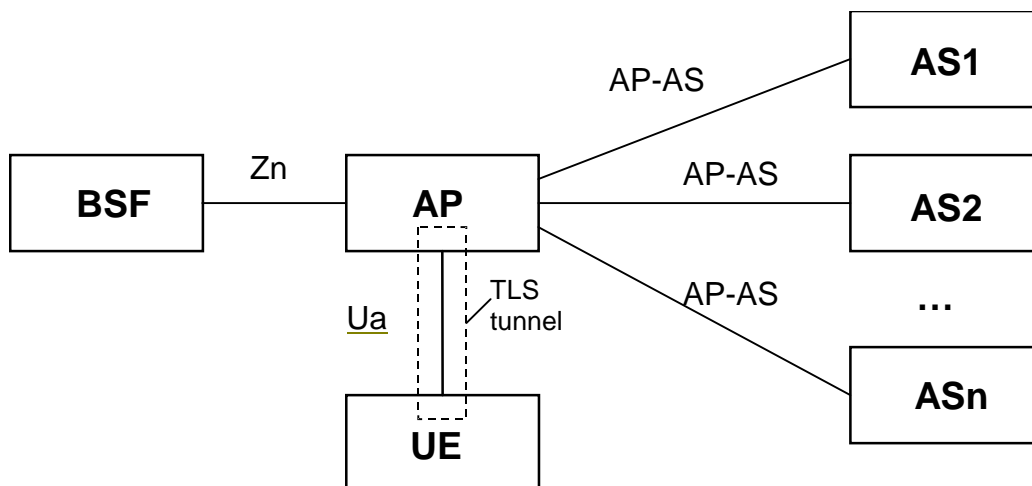 AS1
AP-AS
Zn
AP-AS
BSF
AP
AS2
TLS
tunnel
AP-AS
...
Ua
ASn
UE